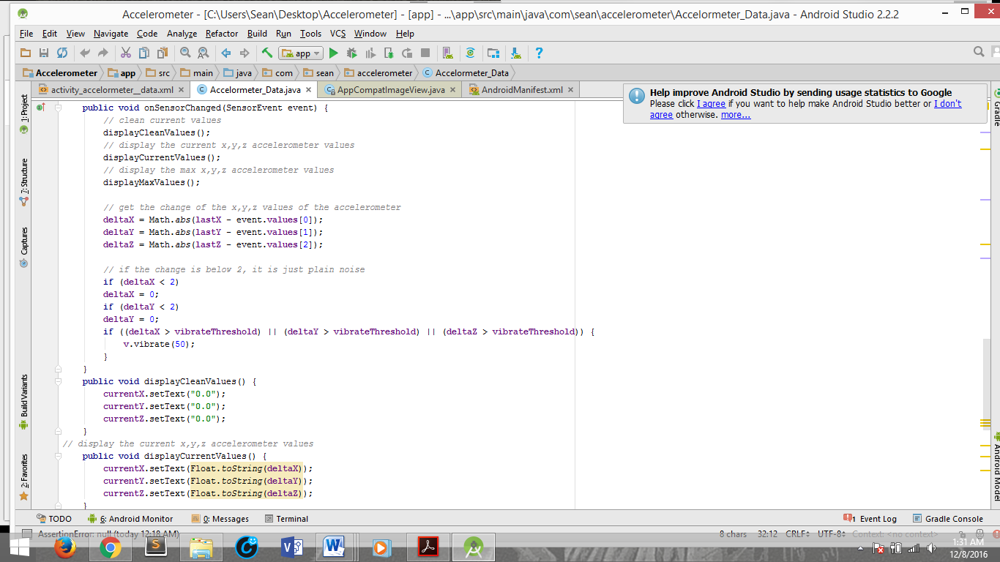 Accelerometer - [C:\Users\Sean\Desktop\Accelerometer] - [app] - ...\app\src\main\java\com\sean\accelerometer\Accelormeter_Data.java - Android Studio 2.2.2
File Edit View Navigate Code Analyze Refactor Build Run Tools VCS Window Help
app
Accelerometer app src main java com sean accelerometer Accelormeter_Data
activity_accelormeter__data.xml Accelormeter_Data.java AppCompatImageView.java AndroidManifest.xml
Help improve Android Studio by sending usage statistics to Google
Please click I agree if you want to help make Android Studio better or I don't
agree otherwise. more...
1: Project
7: Structure
Captures
Build Variants
2: Favorites
Gradle
Android Model
public void onSensorChanged(SensorEvent event) {
// clean current values
displayCleanValues();
// display the current x,y,z accelerometer values
displayCurrentValues();
// display the max x,y,z accelerometer values
displayMaxValues();
// get the change of the x,y,z values of the accelerometer
deltaX = Math.abs(lastX - event.values[0]);
deltaY = Math.abs(lastY - event.values[1]);
deltaZ = Math.abs(lastZ - event.values[2]);
// if the change is below 2, it is just plain noise
if (deltaX < 2)
deltaX = 0;
if (deltaY < 2)
deltaY = 0;
if ((deltaX > vibrateThreshold) || (deltaY > vibrateThreshold) || (deltaZ > vibrateThreshold)) {
v.vibrate(50);
}
}
public void displayCleanValues() {
currentX.setText("0.0");
currentY.setText("0.0");
currentZ.setText("0.0");
}
// display the current x,y,z accelerometer values
public void displayCurrentValues() {
currentX.setText(Float.toString(deltaX));
currentY.setText(Float.toString(deltaY));
currentZ.setText(Float.toString(deltaZ));
}
TODO 6: Android Monitor 0: Messages Terminal 1 Event Log Gradle Console
AssertionError: null (today 12:18 AM) 8 chars 32:12 CRLF UTF-8 Context: <no context>
1:31 AM
12/8/2016